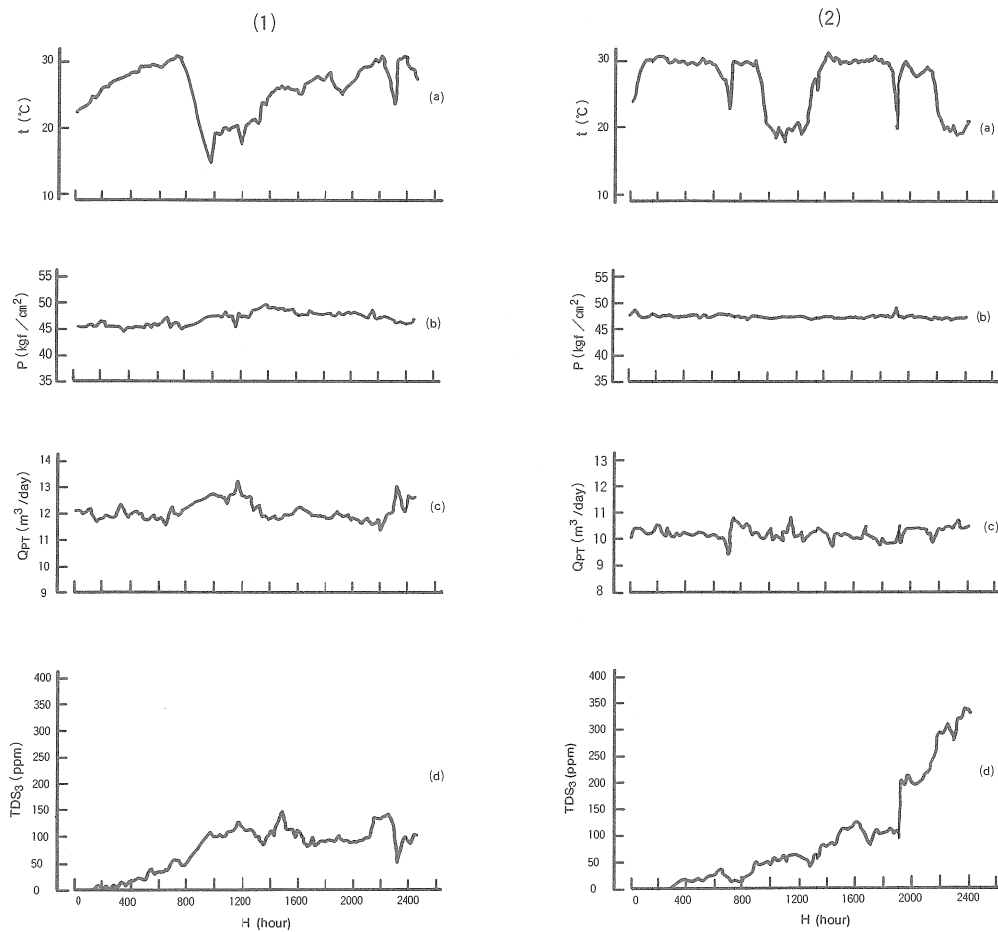 (1)
30
20
10
t (℃)
(a)
55
50
45
40
35
P (kgf/cm²)
(b)
14
13
12
11
10
9
QPT (m³/day)
(c)
400
350
300
250
200
150
100
50
0
TDS₃ (ppm)
(d)
0 400 800 1200 1600 2000 2400
H (hour)
(2)
30
20
10
t (℃)
(a)
55
50
45
40
35
P (kgf/cm²)
(b)
13
12
11
10
9
8
QPT (m³/day)
(c)
400
350
300
250
200
150
100
50
0
TDS₃ (ppm)
(d)
0 400 800 1200 1600 2000 2400
H (hour)